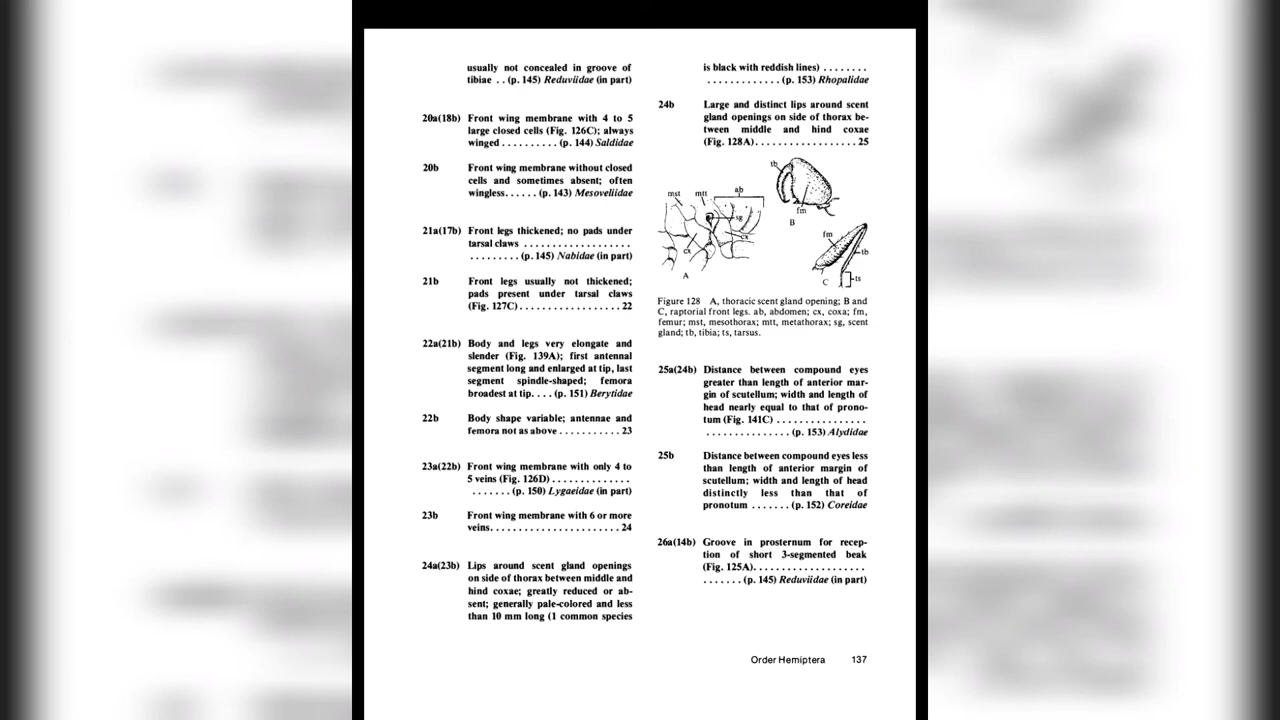 usually not concealed in groove of
tibiae . . (p. 145) Reduviidae (in part)
20a(18b) Front wing membrane with 4 to 5
large closed cells (Fig. 126C); always
winged . . . . . . . . . . (p. 144) Saldidae
20b Front wing membrane without closed
cells and sometimes absent; often
wingless. . . . . . (p. 143) Mesoveliidae
21a(17b) Front legs thickened; no pads under
tarsal claws . . . . . . . . . . . . . . . . . . .
. . . . . . . . . (p. 145) Nabidae (in part)
21b Front legs usually not thickened;
pads present under tarsal claws
(Fig. 127C). . . . . . . . . . . . . . . . . . 22
22a(21b) Body and legs very elongate and
slender (Fig. 139A); first antennal
segment long and enlarged at tip, last
segment spindle-shaped; femora
broadest at tip. . . . (p. 151) Berytidae
22b Body shape variable; antennae and
femora not as above . . . . . . . . . . . 23
23a(22b) Front wing membrane with only 4 to
5 veins (Fig. 126D) . . . . . . . . . . . . . .
. . . . . . . (p. 150) Lygaeidae (in part)
23b Front wing membrane with 6 or more
veins. . . . . . . . . . . . . . . . . . . . . . . 24
24a(23b) Lips around scent gland openings
on side of thorax between middle and
hind coxae; greatly reduced or ab-
sent; generally pale-colored and less
than 10 mm long (1 common species
is black with reddish lines) . . . . . . . .
. . . . . . . . . . . . . (p. 153) Rhopalidae
24b Large and distinct lips around scent
gland openings on side of thorax be-
tween middle and hind coxae
(Fig. 128A). . . . . . . . . . . . . . . . . . 25
mst mtt ab sg cx cx A
tb fm B
fm tb ts C
Figure 128 A, thoracic scent gland opening; B and
C, raptorial front legs. ab, abdomen; cx, coxa; fm,
femur; mst, mesothorax; mtt, metathorax; sg, scent
gland; tb, tibia; ts, tarsus.
25a(24b) Distance between compound eyes
greater than length of anterior mar-
gin of scutellum; width and length of
head nearly equal to that of prono-
tum (Fig. 141C) . . . . . . . . . . . . . . . .
. . . . . . . . . . . . . . . (p. 153) Alydidae
25b Distance between compound eyes less
than length of anterior margin of
scutellum; width and length of head
distinctly less than that of
pronotum . . . . . . . (p. 152) Coreidae
26a(14b) Groove in prosternum for recep-
tion of short 3-segmented beak
(Fig. 125A). . . . . . . . . . . . . . . . . . . .
. . . . . . . (p. 145) Reduviidae (in part)
Order Hemiptera 137